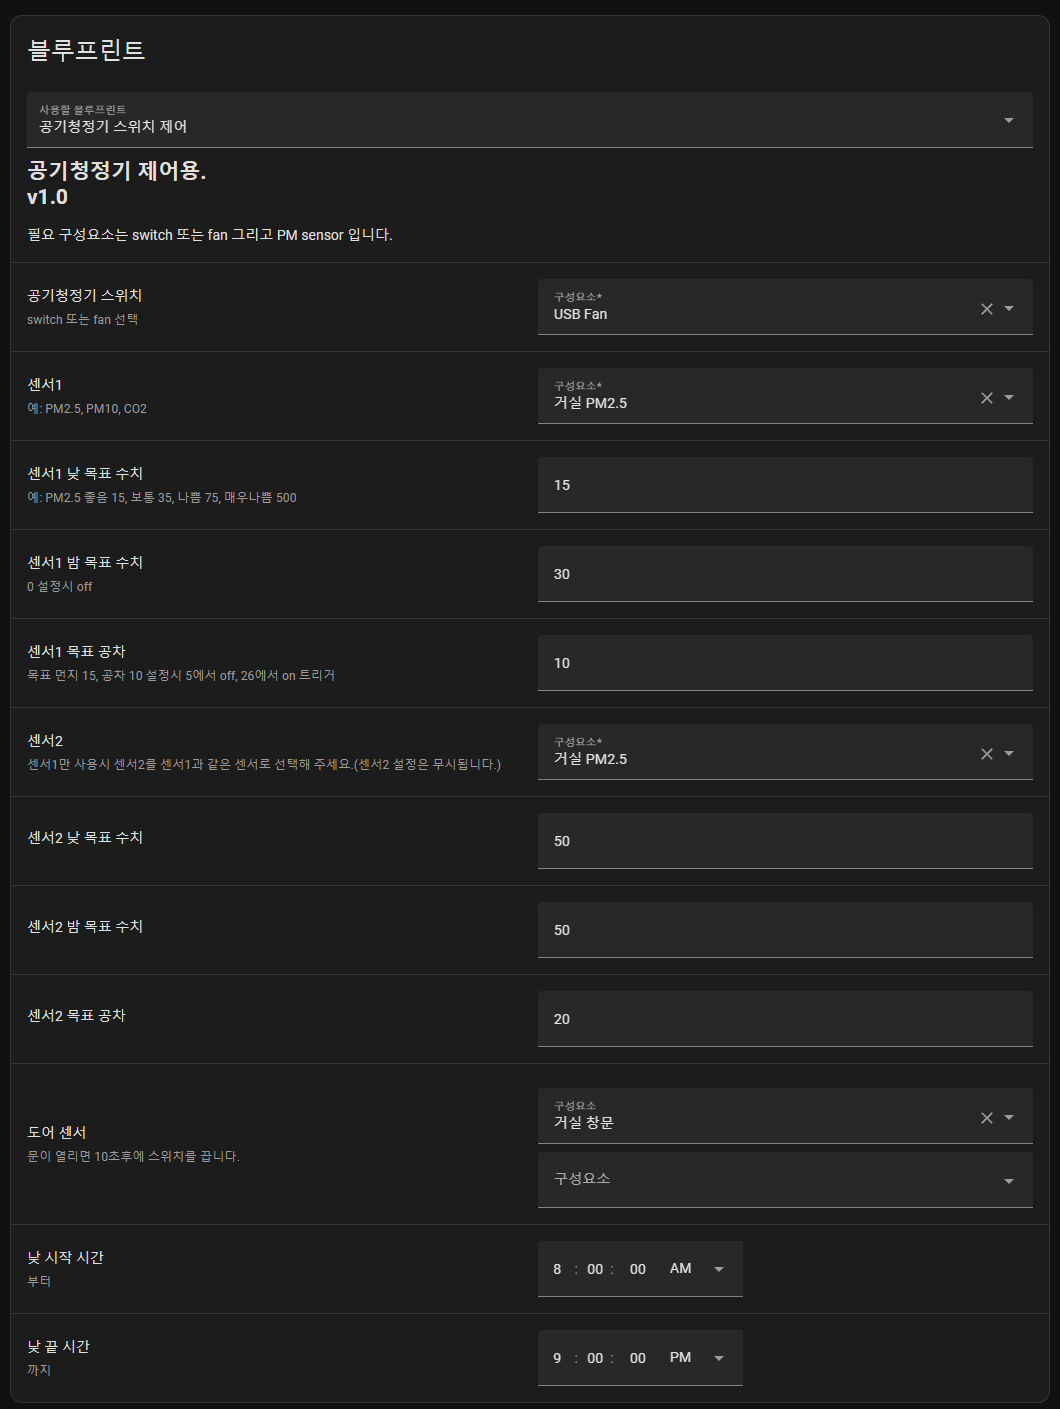 블루프린트
사용할 블루프린트
공기청정기 스위치 제어
공기청정기 제어용.
v1.0
필요 구성요소는 switch 또는 fan 그리고 PM sensor 입니다.
공기청정기 스위치
switch 또는 fan 선택
구성요소*
USB Fan
센서1
예: PM2.5, PM10, CO2
구성요소*
거실 PM2.5
센서1 낮 목표 수치
예: PM2.5 좋음 15, 보통 35, 나쁨 75, 매우나쁨 500
15
센서1 밤 목표 수치
0 설정시 off
30
센서1 목표 공차
목표 먼지 15, 공차 10 설정시 5에서 off, 26에서 on 트리거
10
센서2
센서1만 사용시 센서2를 센서1과 같은 센서로 선택해 주세요.(센서2 설정은 무시됩니다.)
구성요소*
거실 PM2.5
센서2 낮 목표 수치
50
센서2 밤 목표 수치
50
센서2 목표 공차
20
도어 센서
문이 열리면 10초후에 스위치를 끕니다.
구성요소
거실 창문
구성요소
낮 시작 시간
부터
8 : 00 : 00 AM
낮 끝 시간
까지
9 : 00 : 00 PM